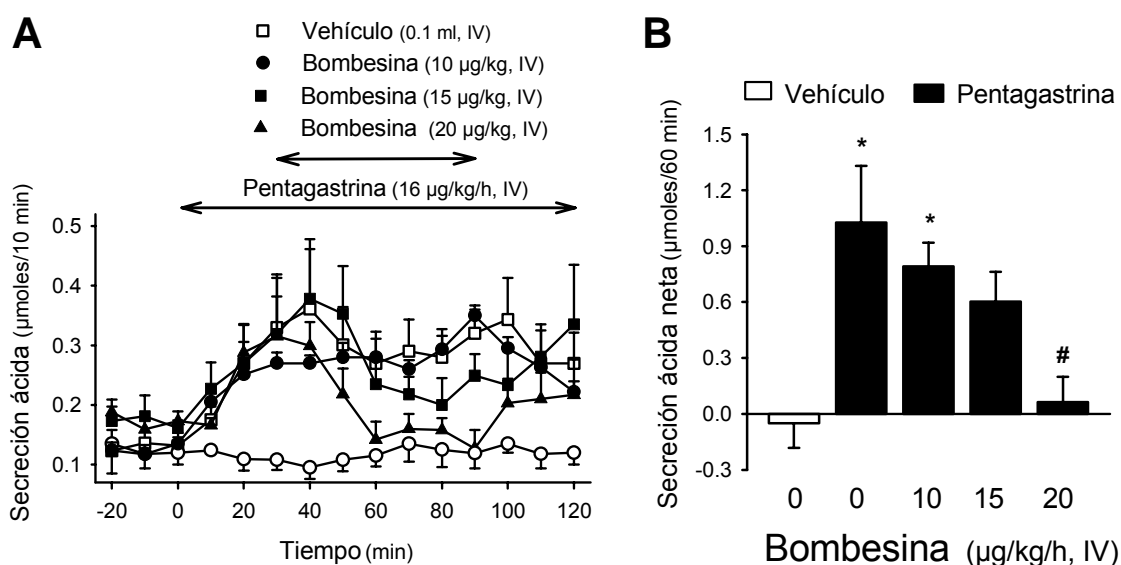 A
Vehículo (0.1 ml, IV)
Bombesina (10 µg/kg, IV)
Bombesina (15 µg/kg, IV)
Bombesina (20 µg/kg, IV)
Pentagastrina (16 µg/kg/h, IV)
Secreción ácida (µmoles/10 min)
0.5
0.4
0.3
0.2
0.1
-20 0 20 40 60 80 100 120
Tiempo (min)
B
Vehículo Pentagastrina
Secreción ácida neta (µmoles/60 min)
1.5
1.2
0.9
0.6
0.3
0.0
-0.3
* * #
0 0 10 15 20
Bombesina (µg/kg/h, IV)